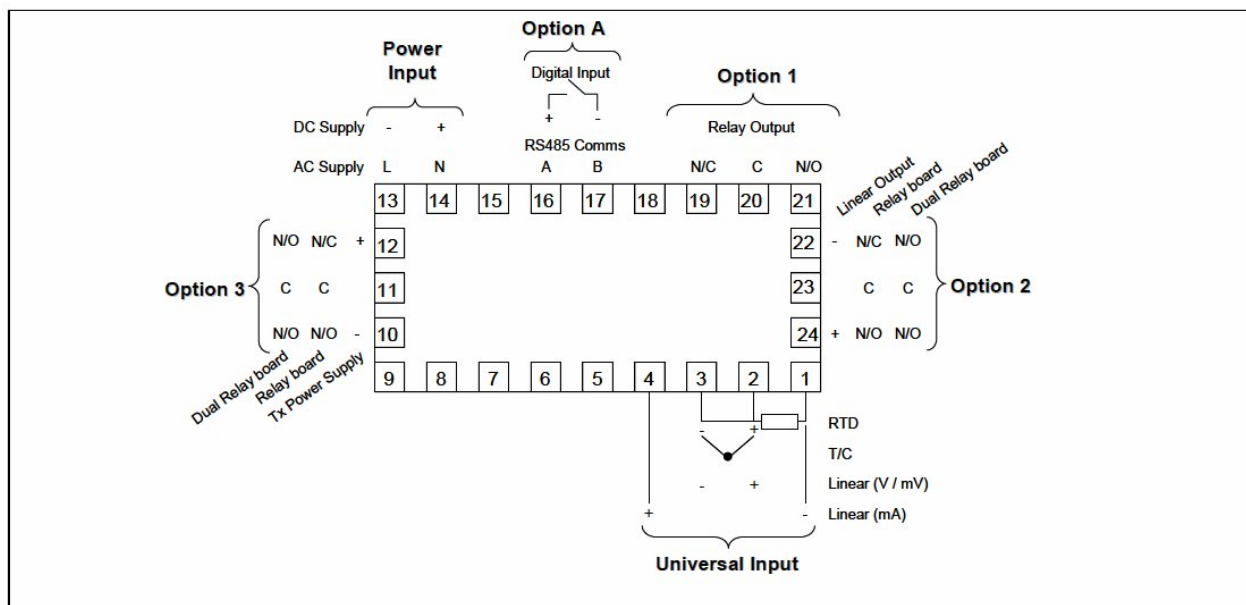 Option A
Power
Input
Digital Input
Option 1
DC Supply - +
+ -
Relay Output
RS485 Comms
AC Supply L N A B N/C C N/O
Linear Output
Relay board
Dual Relay board
13 14 15 16 17 18 19 20 21
N/O N/C + 12 22 - N/C N/O
Option 3 C C 11 23 C C Option 2
N/O N/O - 10 24 + N/O N/O
Dual Relay board
Relay board
Tx Power Supply
9 8 7 6 5 4 3 2 1
RTD
- +
T/C
- + Linear (V / mV)
+ - Linear (mA)
Universal Input